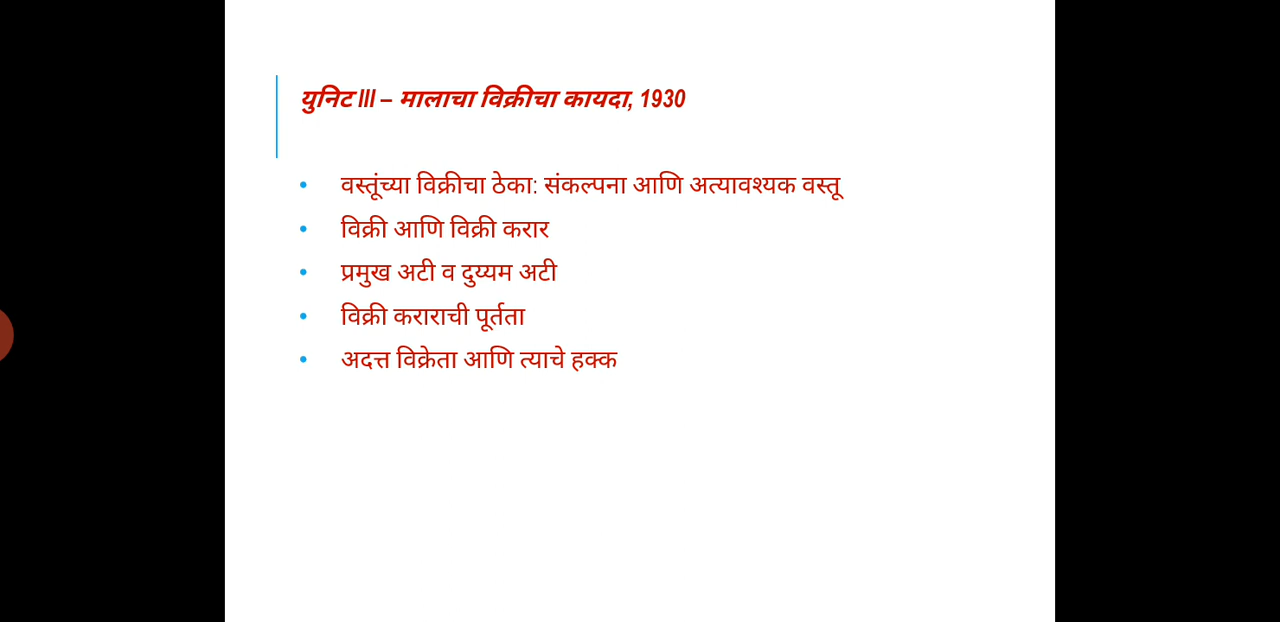 युनिट III – मालाचा विक्रीचा कायदा, 1930
• वस्तूंच्या विक्रीचा ठेका: संकल्पना आणि अत्यावश्यक वस्तू
• विक्री आणि विक्री करार
• प्रमुख अटी व दुय्यम अटी
• विक्री कराराची पूर्तता
• अदत्त विक्रेता आणि त्याचे हक्क